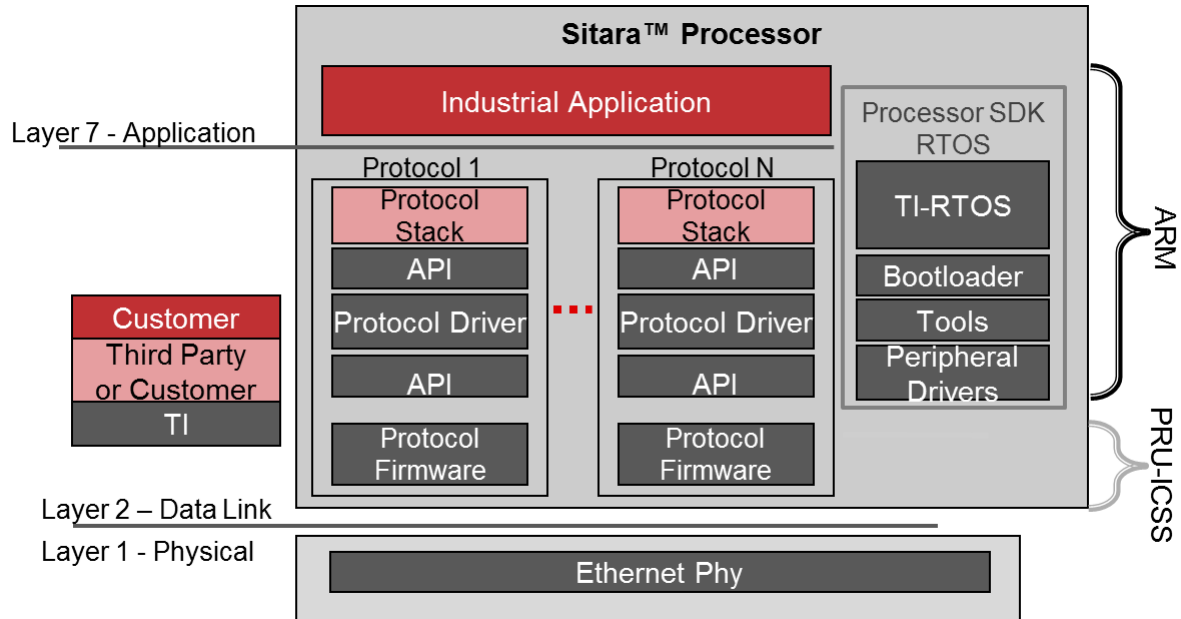 Sitara™ Processor
Industrial Application
Layer 7 - Application
Processor SDK
RTOS
TI-RTOS
Bootloader
Tools
Peripheral
Drivers
Protocol 1
Protocol
Stack
API
Protocol Driver
API
Protocol
Firmware
...
Protocol N
Protocol
Stack
API
Protocol Driver
API
Protocol
Firmware
ARM
PRU-ICSS
Customer
Third Party
or Customer
TI
Layer 2 – Data Link
Layer 1 - Physical
Ethernet Phy